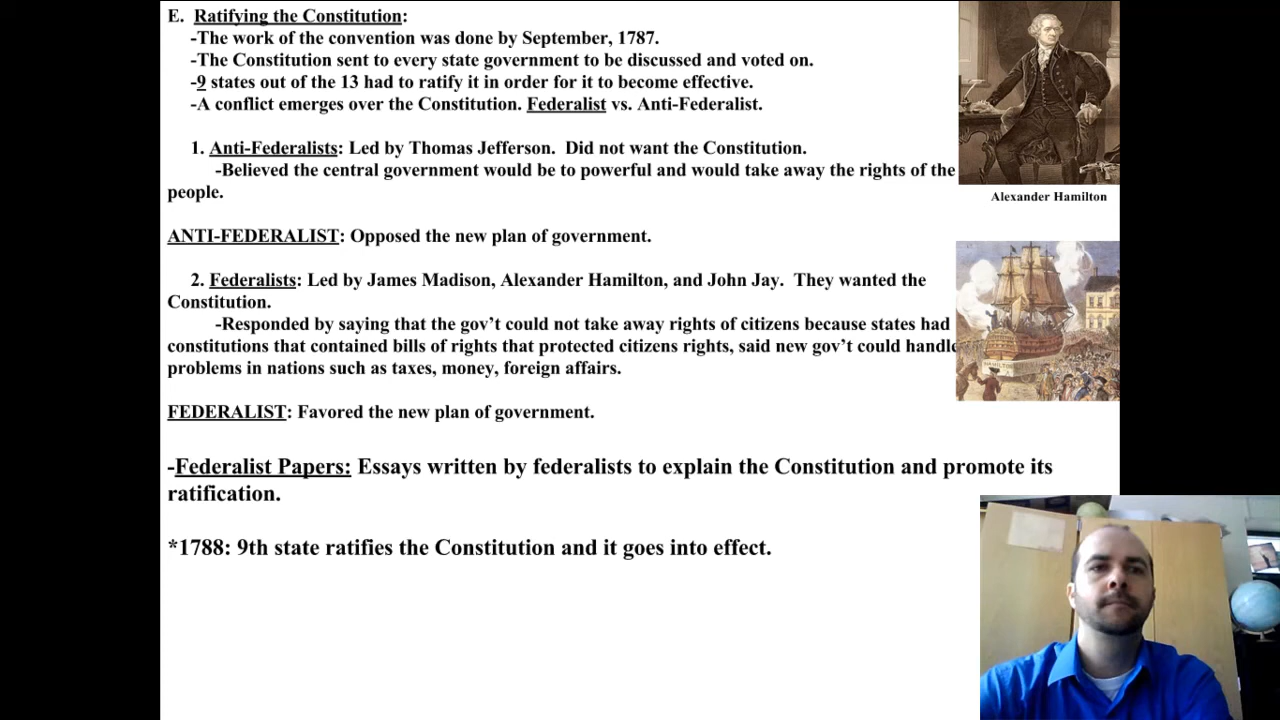 E. Ratifying the Constitution:
-The work of the convention was done by September, 1787.
-The Constitution sent to every state government to be discussed and voted on.
-9 states out of the 13 had to ratify it in order for it to become effective.
-A conflict emerges over the Constitution. Federalist vs. Anti-Federalist.
1. Anti-Federalists: Led by Thomas Jefferson. Did not want the Constitution.
-Believed the central government would be to powerful and would take away the rights of the
people.
Alexander Hamilton
ANTI-FEDERALIST: Opposed the new plan of government.
2. Federalists: Led by James Madison, Alexander Hamilton, and John Jay. They wanted the
Constitution.
-Responded by saying that the gov’t could not take away rights of citizens because states had
constitutions that contained bills of rights that protected citizens rights, said new gov’t could handle
problems in nations such as taxes, money, foreign affairs.
HAMILTON
FEDERALIST: Favored the new plan of government.
-Federalist Papers: Essays written by federalists to explain the Constitution and promote its
ratification.
*1788: 9th state ratifies the Constitution and it goes into effect.